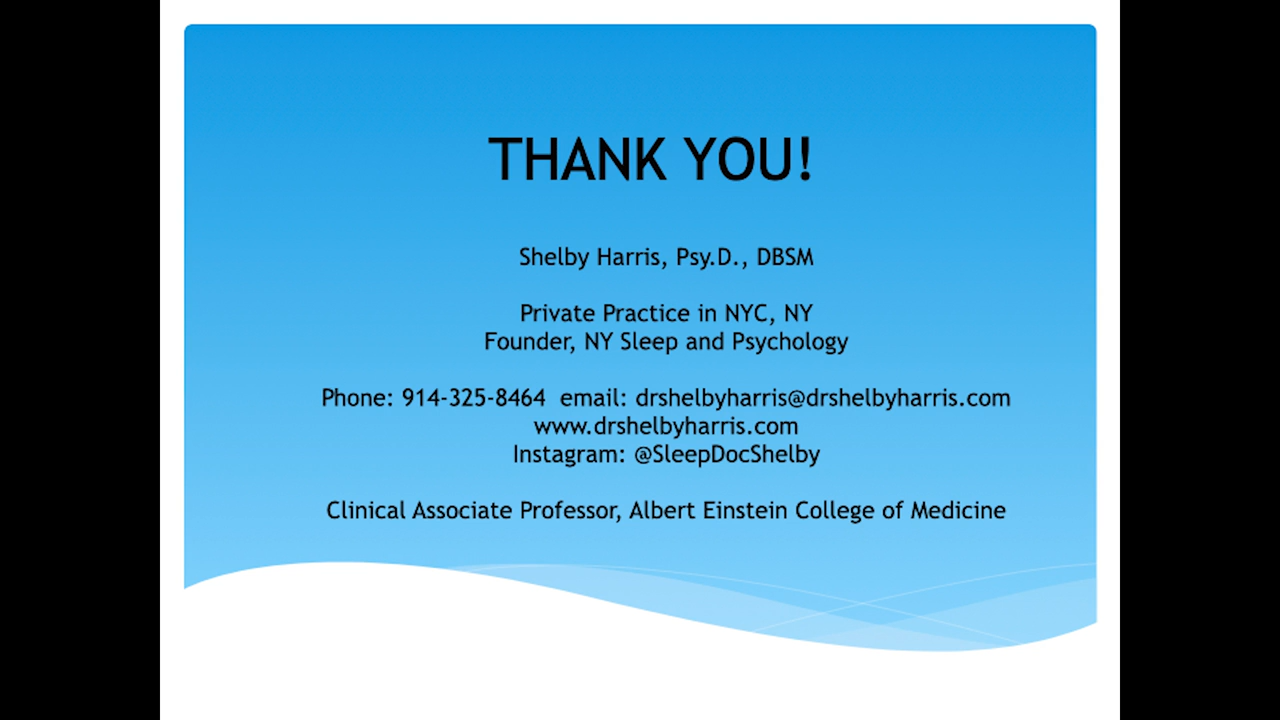 THANK YOU!
Shelby Harris, Psy.D., DBSM
Private Practice in NYC, NY
Founder, NY Sleep and Psychology
Phone: 914-325-8464  email: drshelbyharris@drshelbyharris.com
www.drshelbyharris.com
Instagram: @SleepDocShelby
Clinical Associate Professor, Albert Einstein College of Medicine